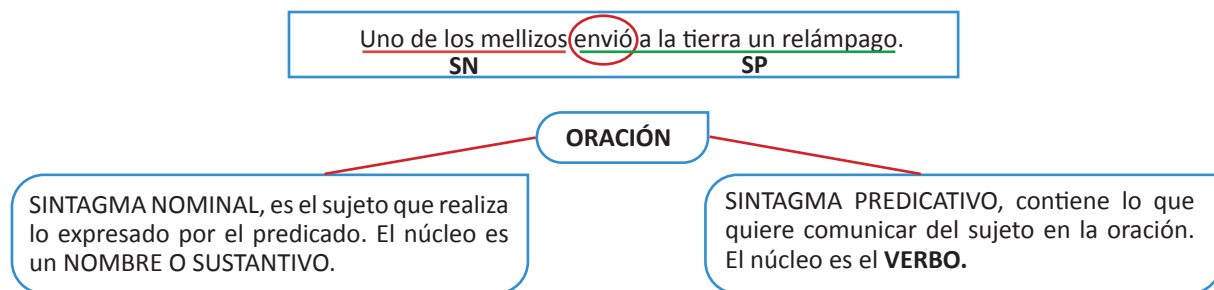 Uno de los mellizos envió a la tierra un relámpago.
SN SP
ORACIÓN
SINTAGMA NOMINAL, es el sujeto que realiza
lo expresado por el predicado. El núcleo es
un NOMBRE O SUSTANTIVO.
SINTAGMA PREDICATIVO, contiene lo que
quiere comunicar del sujeto en la oración.
El núcleo es el VERBO.